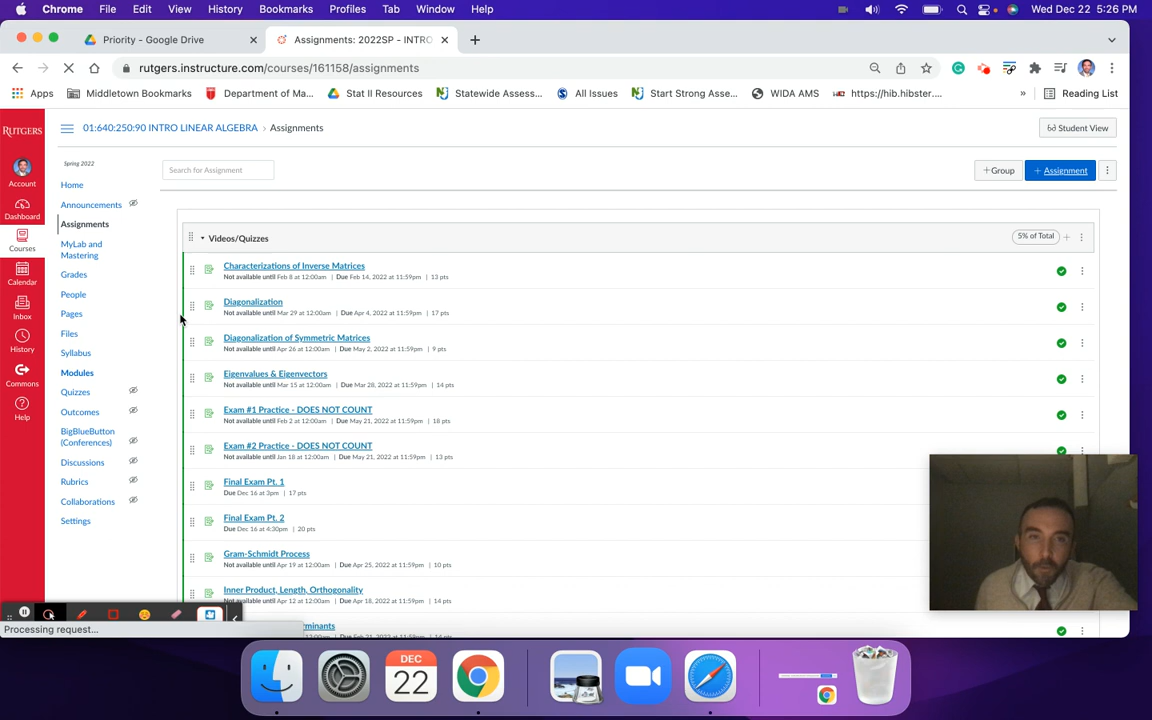 Chrome File Edit View History Bookmarks Profiles Tab Window Help Wed Dec 22 5:26 PM
Priority - Google Drive Assignments: 2022SP - INTRO
rutgers.instructure.com/courses/161158/assignments
Apps Middletown Bookmarks Department of Ma... Stat II Resources Statewide Assess... All Issues Start Strong Asse... WIDA AMS https://hib.hibster.... » Reading List
RUTGERS
01:640:250:90 INTRO LINEAR ALGEBRA › Assignments
Student View
Account
Dashboard
Courses
Calendar
Inbox
History
Commons
Help
Spring 2022
Home
Announcements
Assignments
MyLab and
Mastering
Grades
People
Pages
Files
Syllabus
Modules
Quizzes
Outcomes
BigBlueButton
(Conferences)
Discussions
Rubrics
Collaborations
Settings
Search for Assignment
+Group
+ Assignment
Videos/Quizzes
5% of Total +
Characterizations of Inverse Matrices
Not available until Feb 8 at 12:00am | Due Feb 14, 2022 at 11:59pm | 13 pts
Diagonalization
Not available until Mar 29 at 12:00am | Due Apr 4, 2022 at 11:59pm | 17 pts
Diagonalization of Symmetric Matrices
Not available until Apr 26 at 12:00am | Due May 2, 2022 at 11:59pm | 9 pts
Eigenvalues & Eigenvectors
Not available until Mar 15 at 12:00am | Due Mar 28, 2022 at 11:59pm | 14 pts
Exam #1 Practice - DOES NOT COUNT
Not available until Feb 2 at 12:00am | Due May 21, 2022 at 11:59pm | 18 pts
Exam #2 Practice - DOES NOT COUNT
Not available until Jan 18 at 12:00am | Due May 21, 2022 at 11:59pm | 13 pts
Final Exam Pt. 1
Due Dec 16 at 3pm | 17 pts
Final Exam Pt. 2
Due Dec 16 at 4:30pm | 20 pts
Gram-Schmidt Process
Not available until Apr 19 at 12:00am | Due Apr 25, 2022 at 11:59pm | 10 pts
Inner Product, Length, Orthogonality
Not available until Apr 12 at 12:00am | Due Apr 18, 2022 at 11:59pm | 14 pts
Processing request...
DEC
22